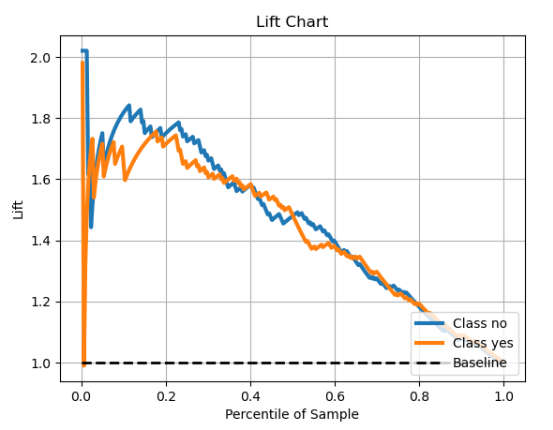 Lift Chart
2.0
1.8
1.6
1.4
1.2
1.0
Lift
Class no
Class yes
Baseline
0.0 0.2 0.4 0.6 0.8 1.0
Percentile of Sample